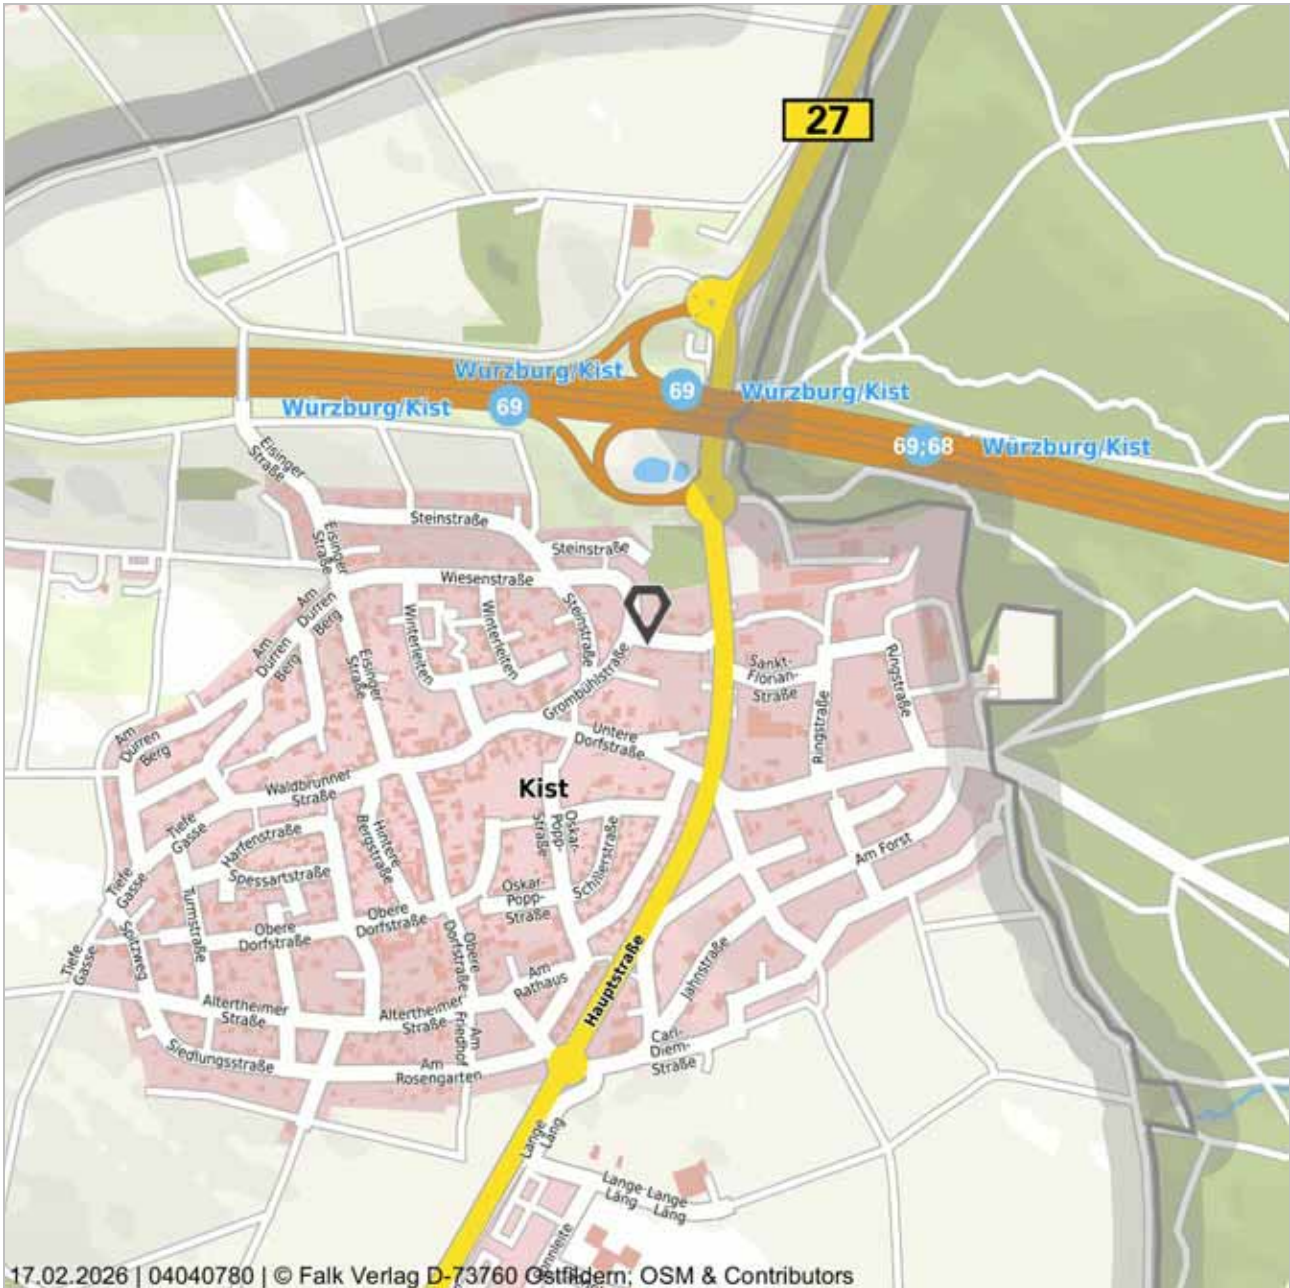 27
Würzburg/Kist
69
Würzburg/Kist
Würzburg/Kist
69
69;68
Würzburg/Kist
Eisinger
Straße
Steinstraße
Eisinger
Straße
Steinstraße
Wiesenstraße
Am
Dürren
Berg
Winterleiten
Winterleiten
Steinstraße
Am
Dürren
Berg
Eisinger
Straße
Grombühlstraße
Sankt-
Florian-
Straße
Ringstraße
Ringstraße
Am
Dürren
Berg
Untere
Dorfstraße
Waldbrunner
Straße
Kist
Tiefe
Gasse
Harfenstraße
Hintere
Bergstraße
Oskar-
Popp-
Straße
Schillerstraße
Am Forst
Spessartstraße
Tiefe
Gasse
Turmstraße
Oskar-
Popp-
Straße
Obere
Dorfstraße
Obere
Dorfstraße
Spitzweg
Tiefe
Gasse
Obere
Dorfstraße
Am
Rathaus
Hauptstraße
Jahnstraße
Altertheimer
Straße
Altertheimer
Straße
Siedlungsstraße
Am
Friedhof
Am
Rosengarten
Carl-
Diem-
Straße
Lange
Läng
Lange
Läng
Lange
Läng
17.02.2026 | 04040780 | © Falk Verlag D-73760 Ostfildern; OSM & Contributors